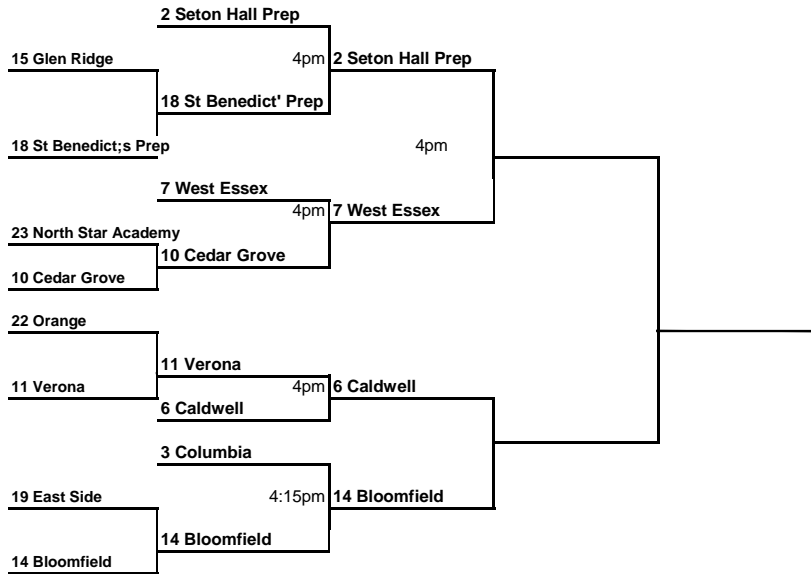 2 Seton Hall Prep
15 Glen Ridge
4pm 2 Seton Hall Prep
18 St Benedict' Prep
18 St Benedict;s Prep
4pm
7 West Essex
4pm 7 West Essex
23 North Star Academy
10 Cedar Grove
10 Cedar Grove
22 Orange
11 Verona
11 Verona
4pm 6 Caldwell
6 Caldwell
3 Columbia
19 East Side
4:15pm 14 Bloomfield
14 Bloomfield
14 Bloomfield